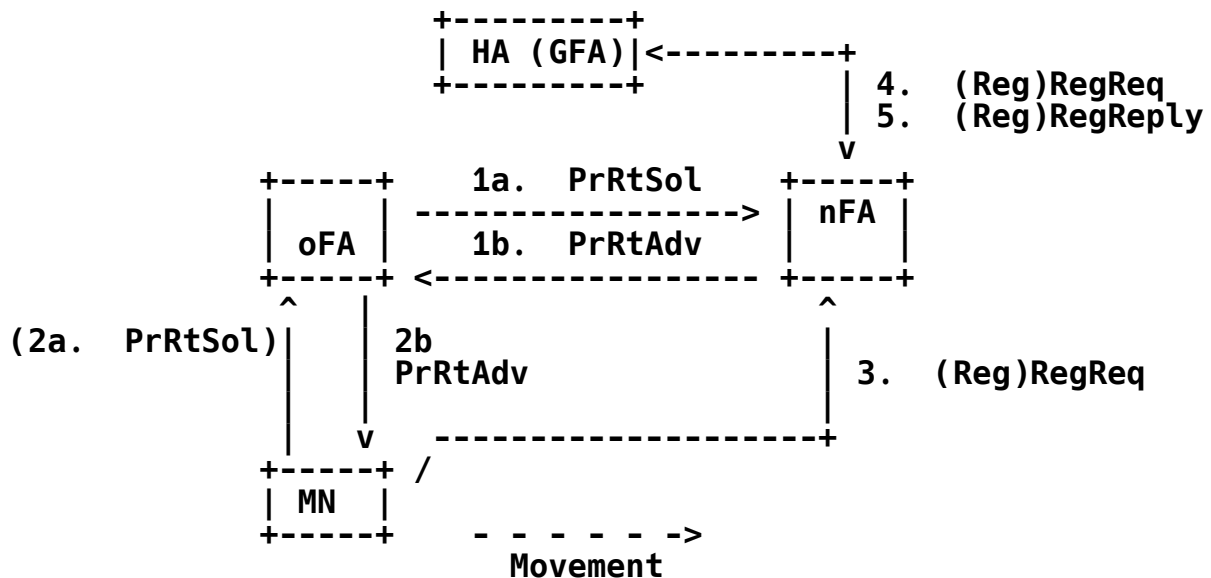 HA (GFA)
4.  (Reg)RegReq
5.  (Reg)RegReply
1a.  PrRtSol
nFA
oFA
1b.  PrRtAdv
(2a.  PrRtSol)
2b
PrRtAdv
3.  (Reg)RegReq
MN
Movement